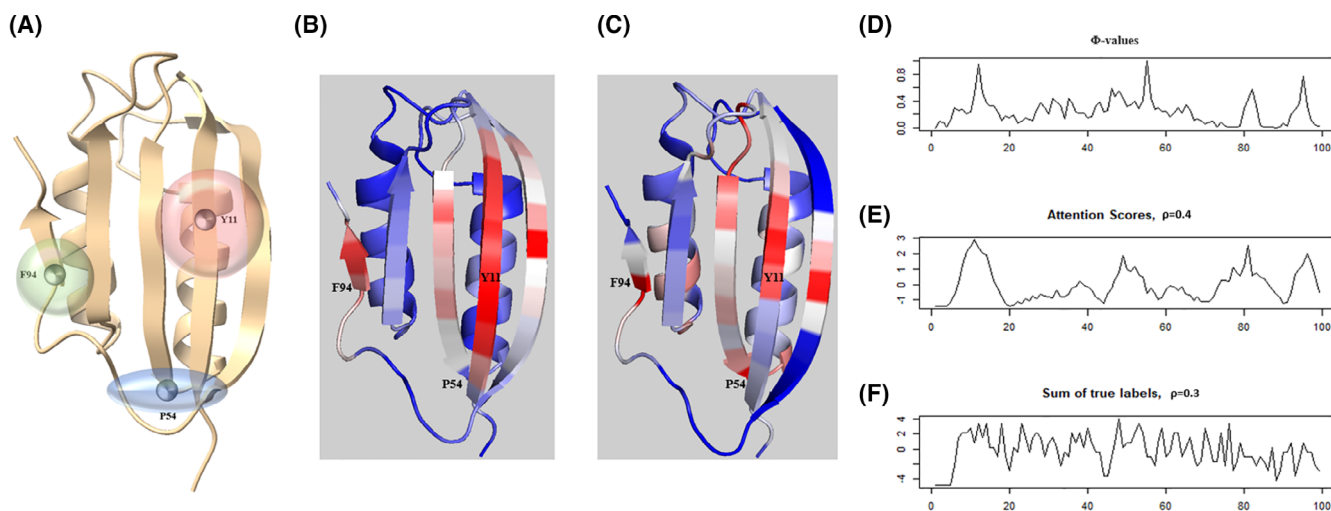 (A)
Y11
F94
P54
(B)
Y11
F94
P54
(C)
Y11
F94
P54
(D)
Φ-values
0.0 0.4 0.8
0 20 40 60 80 100
(E)
Attention Scores, ρ=0.4
-1 0 1 2 3
0 20 40 60 80 100
(F)
Sum of true labels, ρ=0.3
-4 0 2 4
0 20 40 60 80 100